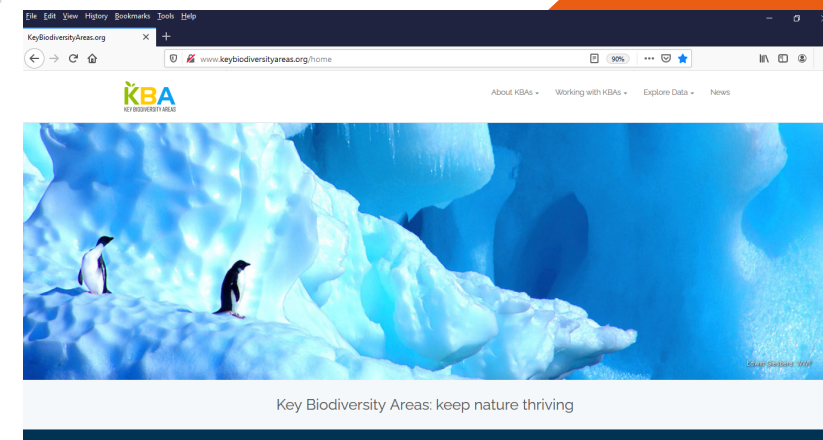 File Edit View History Bookmarks Tools Help
KeyBiodiversityAreas.org
www.keybiodiversityareas.org/home
90%
KBA
KEY BIODIVERSITY AREAS
About KBAs
Working with KBAs
Explore Data
News
Key Biodiversity Areas: keep nature thriving